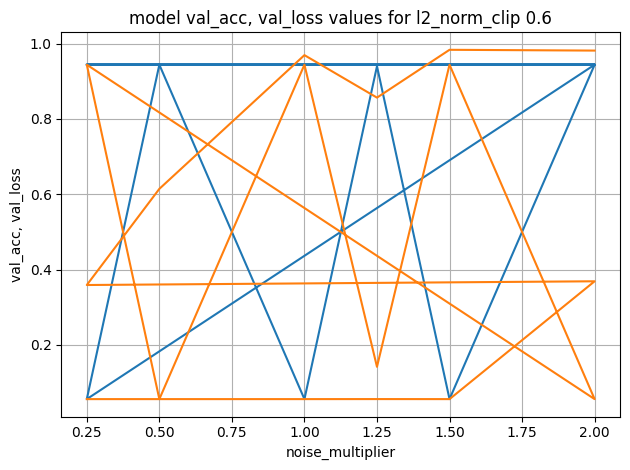 model val_acc, val_loss values for l2_norm_clip 0.6
1.0
0.8
0.6
0.4
0.2
val_acc, val_loss
0.25 0.50 0.75 1.00 1.25 1.50 1.75 2.00
noise_multiplier